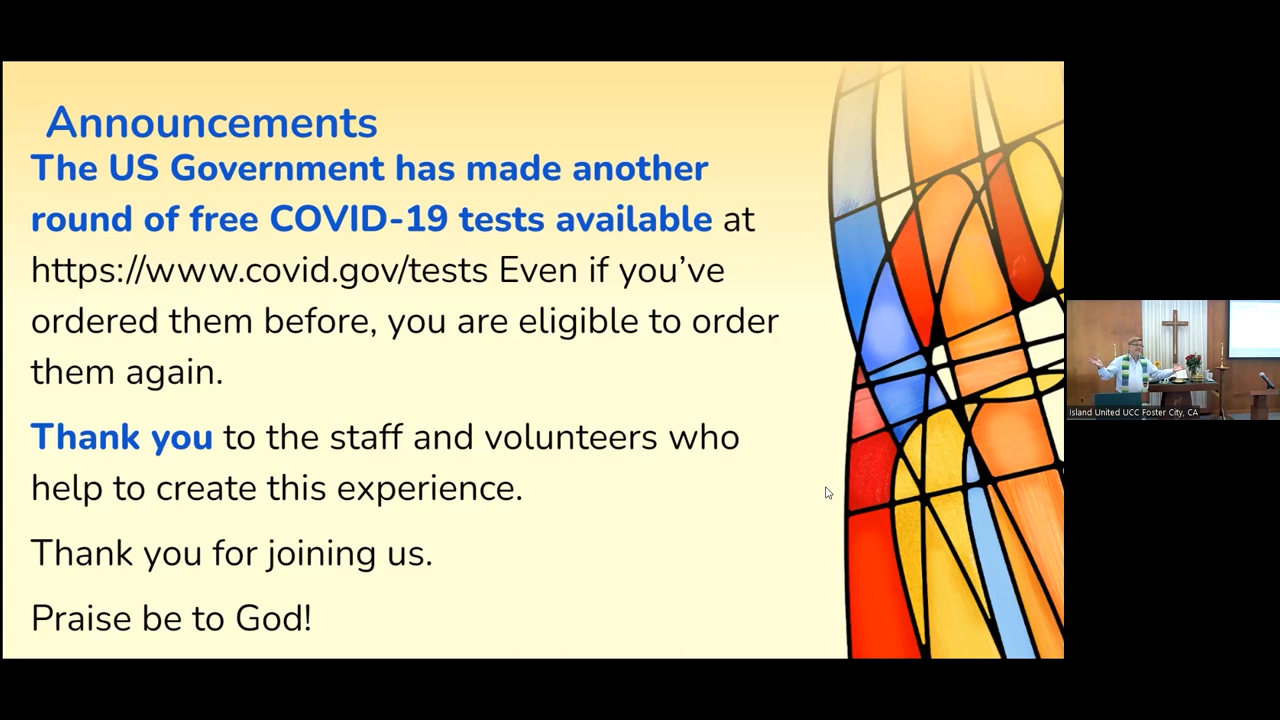 Announcements
The US Government has made another
round of free COVID-19 tests available at
https://www.covid.gov/tests Even if you’ve
ordered them before, you are eligible to order
them again.
Thank you to the staff and volunteers who
help to create this experience.
Thank you for joining us.
Praise be to God!
Island United UCC Foster City, CA